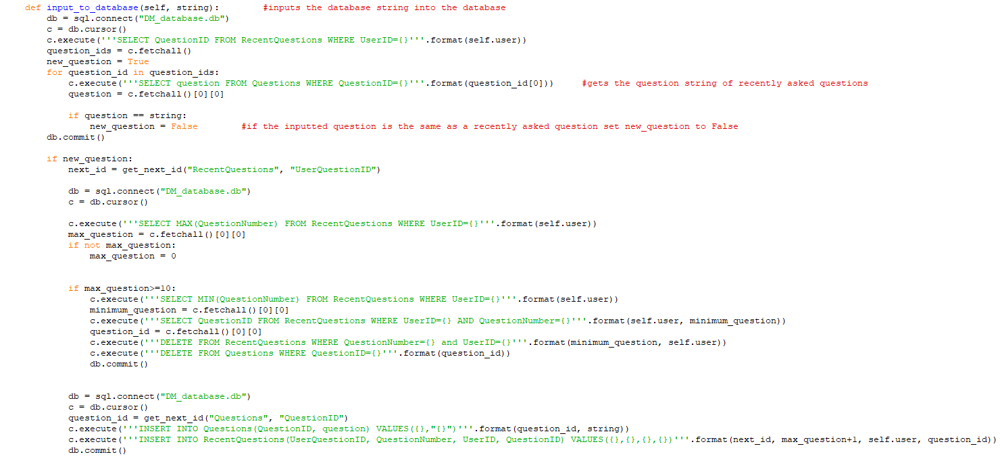 def input_to_database(self, string):        #inputs the database string into the database
    db = sql.connect("DM_database.db")
    c = db.cursor()
    c.execute('''SELECT QuestionID FROM RecentQuestions WHERE UserID={}'''.format(self.user))
    question_ids = c.fetchall()
    new_question = True
    for question_id in question_ids:
        c.execute('''SELECT question FROM Questions WHERE QuestionID={}'''.format(question_id[0]))     #gets the question string of recently asked questions
        question = c.fetchall()[0][0]

        if question == string:
            new_question = False        #if the inputted question is the same as a recently asked question set new_question to False
    db.commit()

    if new_question:
        next_id = get_next_id("RecentQuestions", "UserQuestionID")

        db = sql.connect("DM_database.db")
        c = db.cursor()

        c.execute('''SELECT MAX(QuestionNumber) FROM RecentQuestions WHERE UserID={}'''.format(self.user))
        max_question = c.fetchall()[0][0]
        if not max_question:
            max_question = 0


        if max_question>=10:
            c.execute('''SELECT MIN(QuestionNumber) FROM RecentQuestions WHERE UserID={}'''.format(self.user))
            minimum_question = c.fetchall()[0][0]
            c.execute('''SELECT QuestionID FROM RecentQuestions WHERE UserID={} AND QuestionNumber={}'''.format(self.user, minimum_question))
            question_id = c.fetchall()[0][0]
            c.execute('''DELETE FROM RecentQuestions WHERE QuestionNumber={} and UserID={}'''.format(minimum_question, self.user))
            c.execute('''DELETE FROM Questions WHERE QuestionID={}'''.format(question_id))
            db.commit()


        db = sql.connect("DM_database.db")
        c = db.cursor()
        question_id = get_next_id("Questions", "QuestionID")
        c.execute('''INSERT INTO Questions(QuestionID, question) VALUES({},"{}")'''.format(question_id, string))
        c.execute('''INSERT INTO RecentQuestions(UserQuestionID, QuestionNumber, UserID, QuestionID) VALUES({},{},{},{})'''.format(next_id, max_question+1, self.user, question_id))
        db.commit()